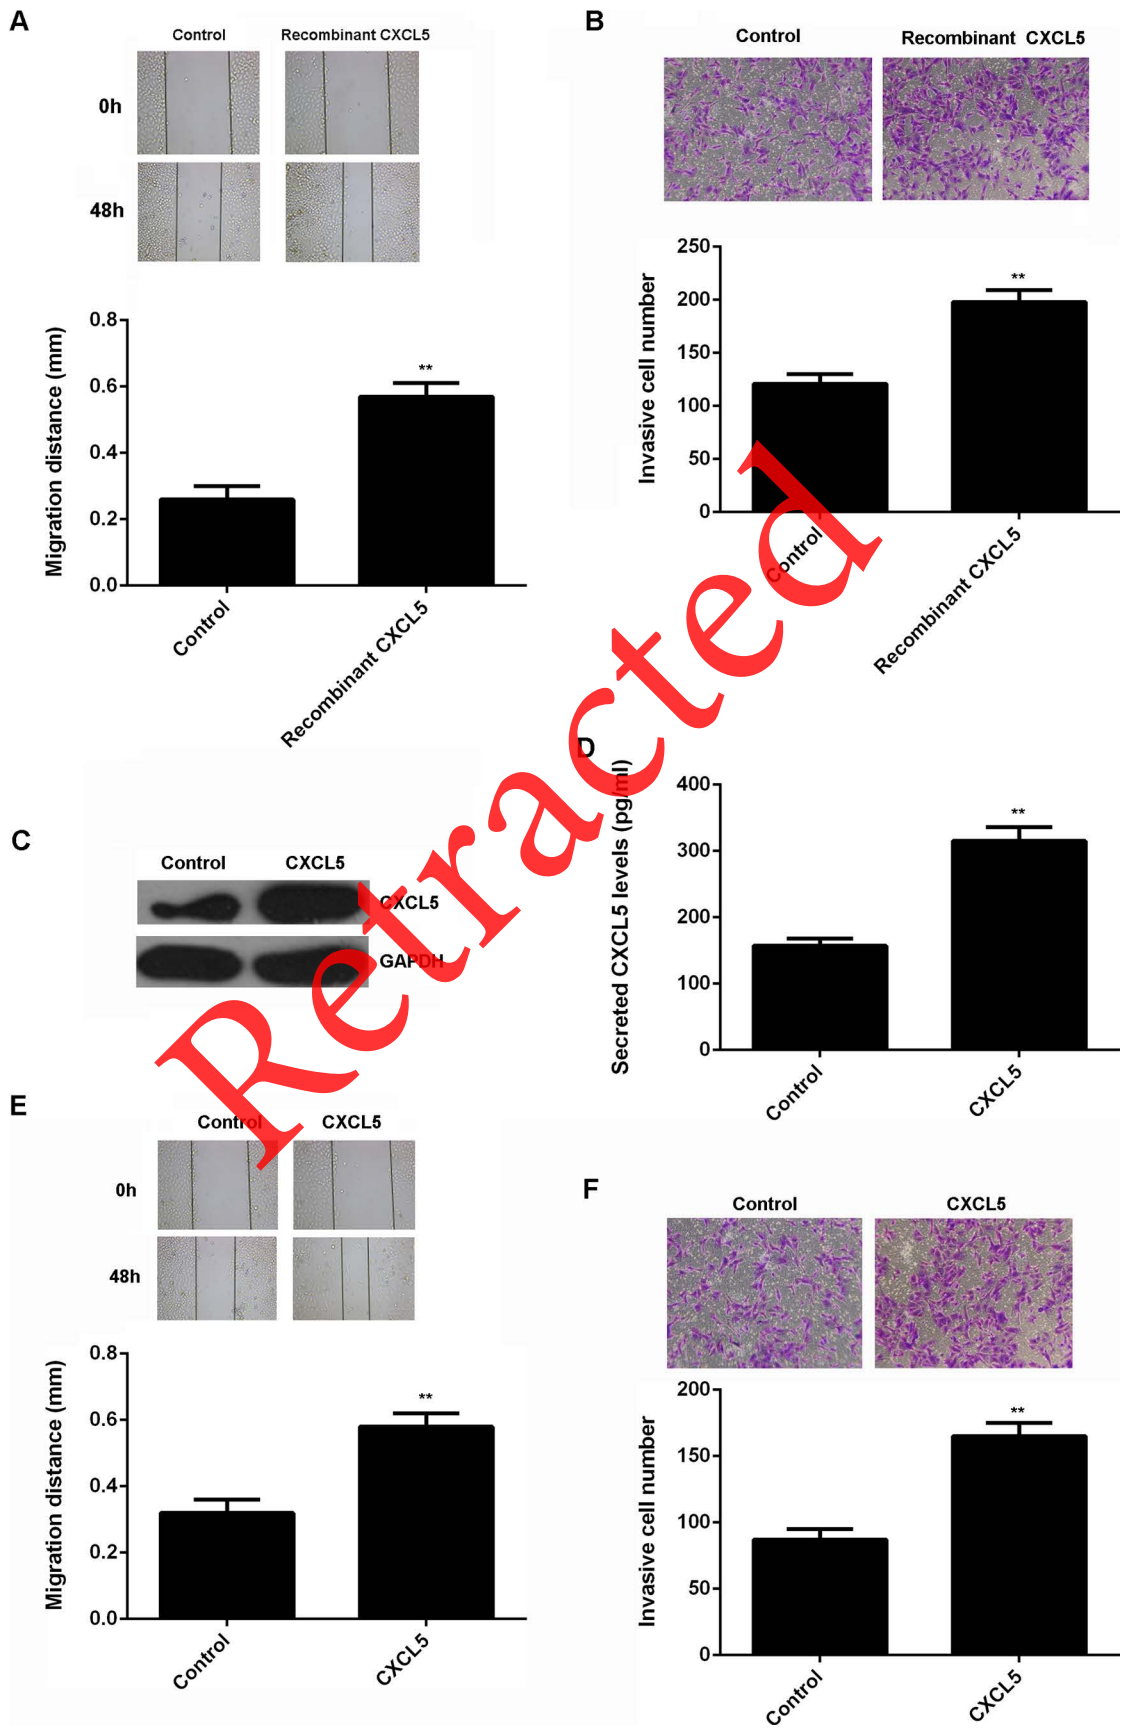 A
Control
Recombinant CXCL5
0h
48h
Migration distance (mm)
0.8
0.6
0.4
0.2
0.0
**
Control
Recombinant CXCL5
B
Control
Recombinant CXCL5
Invasive cell number
250
200
150
100
50
0
**
Control
Recombinant CXCL5
C
Control
CXCL5
CXCL5
GAPDH
D
Secreted CXCL5 levels (pg/ml)
400
300
200
100
0
**
Control
CXCL5
E
Control
CXCL5
0h
48h
Migration distance (mm)
0.8
0.6
0.4
0.2
0.0
**
Control
CXCL5
F
Control
CXCL5
Invasive cell number
200
150
100
50
0
**
Control
CXCL5
Retracted